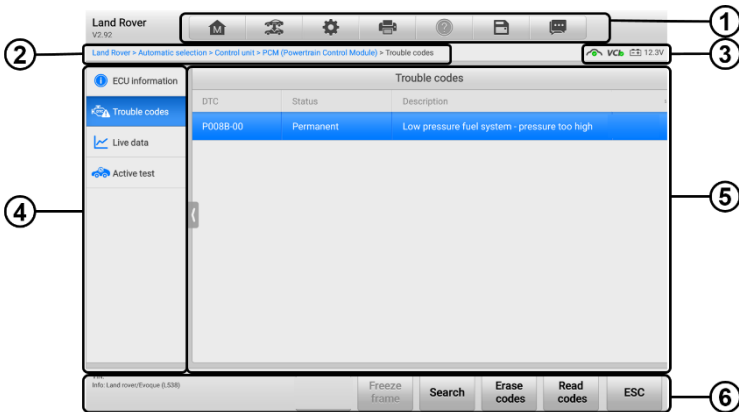 Land Rover
V2.92
M
?
1
Land Rover > Automatic selection > Control unit > PCM (Powertrain Control Module) > Trouble codes
2
VCI 12.3V
3
ECU information
Trouble codes
Live data
Active test
4
Trouble codes
DTC Status Description
P008B-00 Permanent Low pressure fuel system - pressure too high
5
Info: Land rover/Evoque (L538)
Freeze frame
Search
Erase codes
Read codes
ESC
6